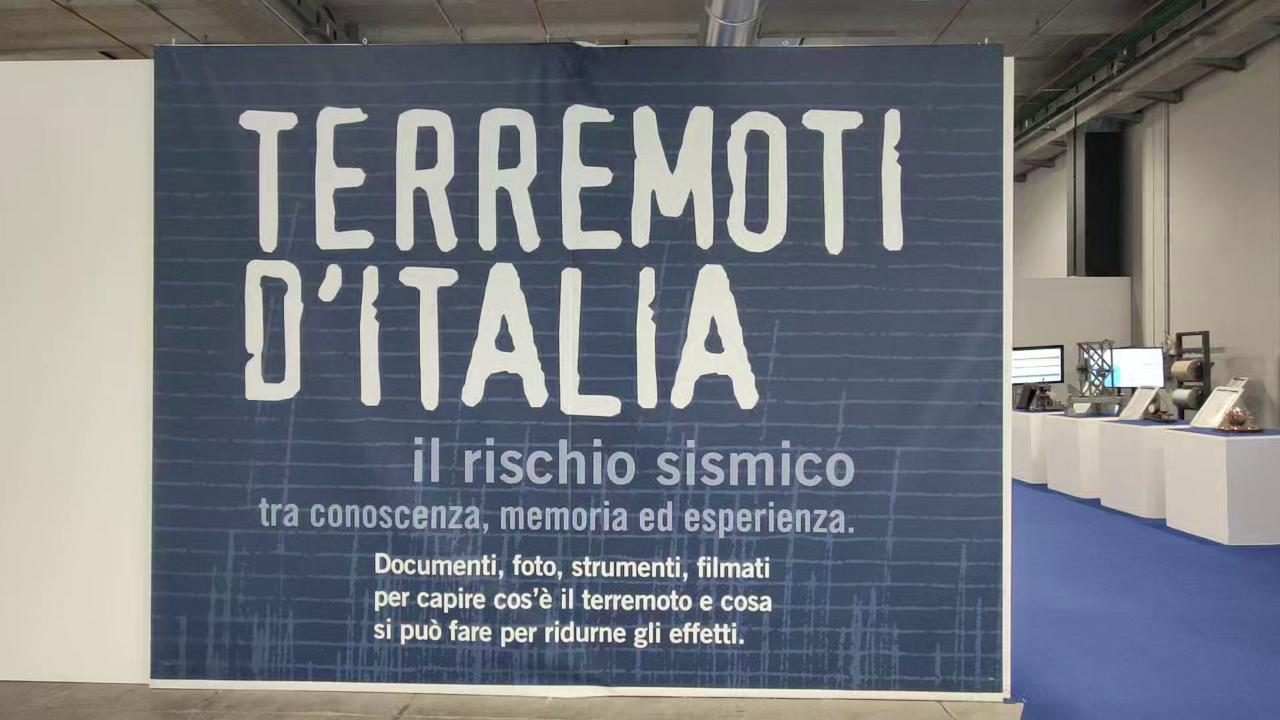 TERREMOTI
D'ITALIA
il rischio sismico
tra conoscenza, memoria ed esperienza.
Documenti, foto, strumenti, filmati
per capire cos'è il terremoto e cosa
si può fare per ridurne gli effetti.